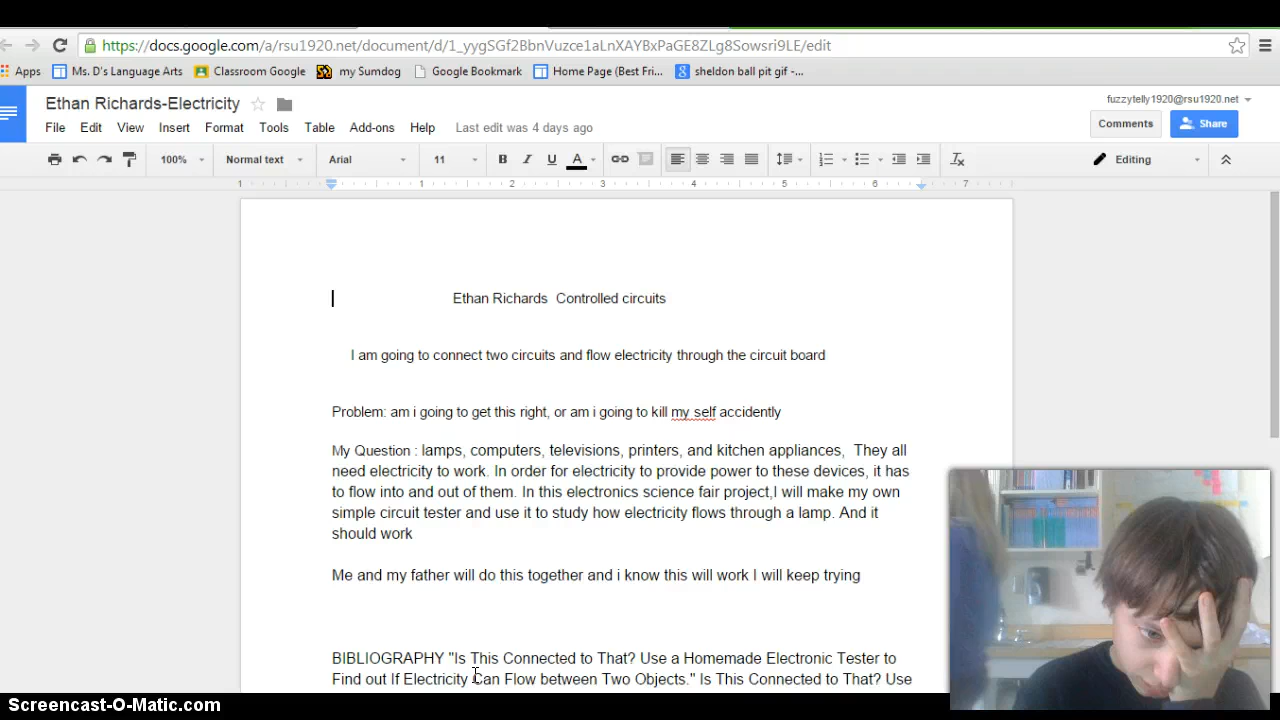 https://docs.google.com/a/rsu1920.net/document/d/1_yygSGf2BbnVusce1aLnXAYBxPaGE8ZLg8Sowsri9LE/edit
Apps Ms. D's Language Arts Classroom Google my Sumdog Google Bookmark Home Page (Best Fri... sheldon ball pit gif -...
Ethan Richards-Electricity
fuzzytelly1920@rsu1920.net
File Edit View Insert Format Tools Table Add-ons Help Last edit was 4 days ago
Comments Share
100% Normal text Arial 11 B I U A Editing
1 1 2 3 4 5 6 7
Ethan Richards Controlled circuits
I am going to connect two circuits and flow electricity through the circuit board
Problem: am i going to get this right, or am i going to kill my self accidently
My Question : lamps, computers, televisions, printers, and kitchen appliances, They all
need electricity to work. In order for electricity to provide power to these devices, it has
to flow into and out of them. In this electronics science fair project,I will make my own
simple circuit tester and use it to study how electricity flows through a lamp. And it
should work
Me and my father will do this together and i know this will work I will keep trying
BIBLIOGRAPHY "Is This Connected to That? Use a Homemade Electronic Tester to
Find out If Electricity Can Flow between Two Objects." Is This Connected to That? Use
Screencast-O-Matic.com